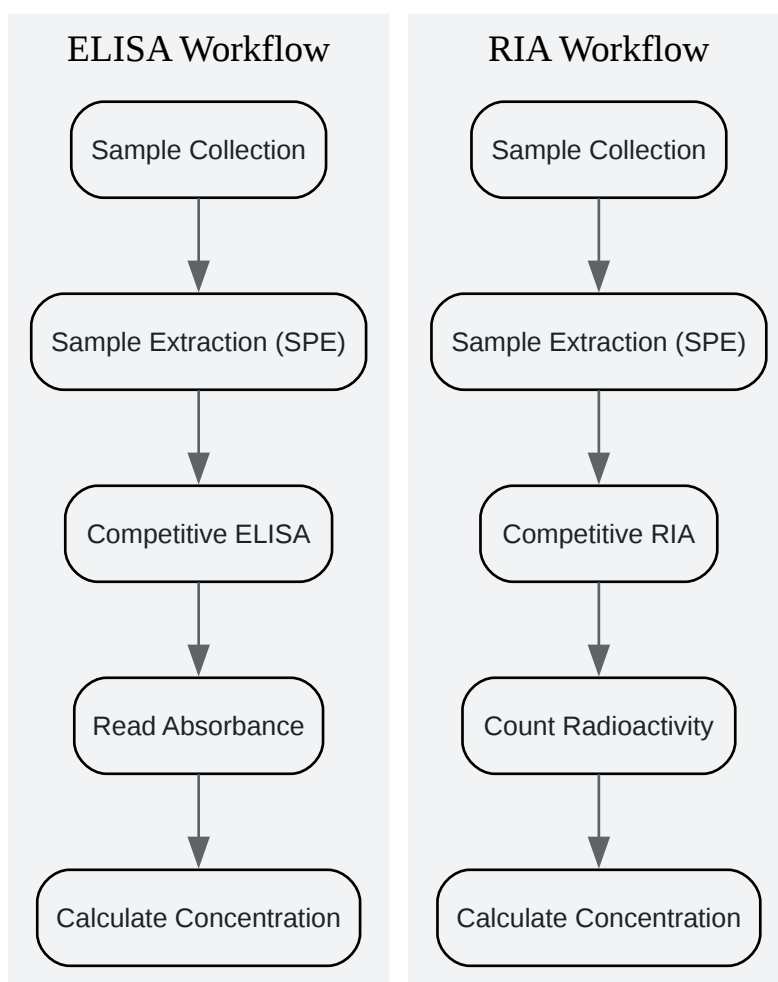 ELISA Workflow
Sample Collection
Sample Extraction (SPE)
Competitive ELISA
Read Absorbance
Calculate Concentration
RIA Workflow
Sample Collection
Sample Extraction (SPE)
Competitive RIA
Count Radioactivity
Calculate Concentration